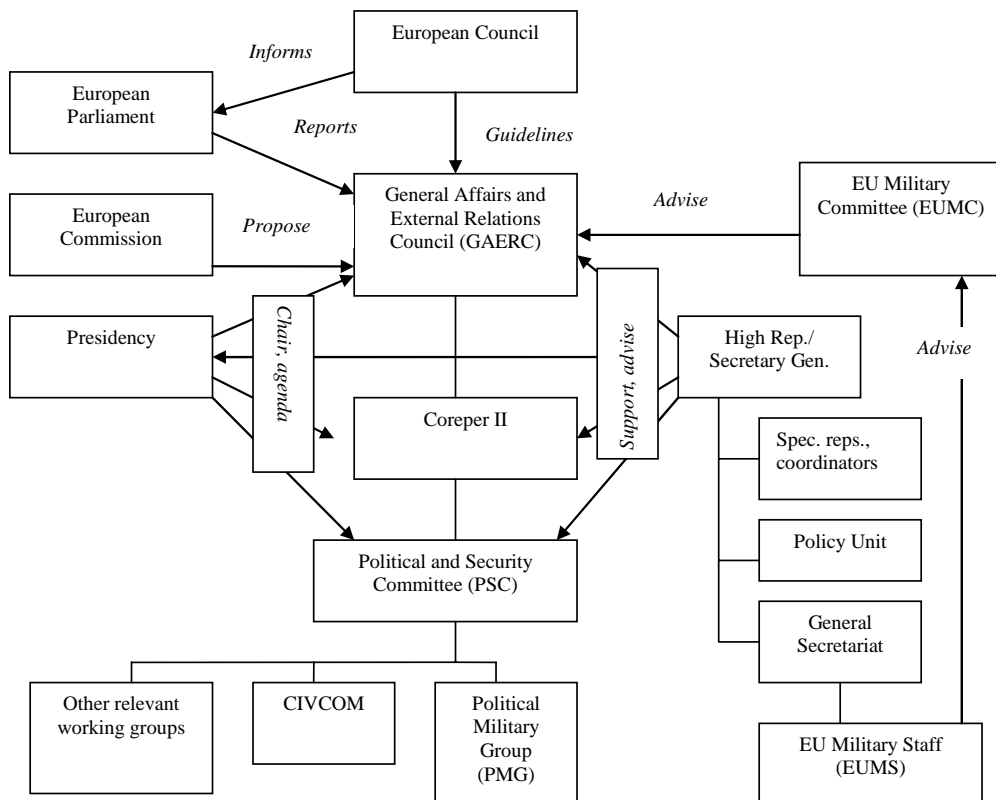 European Council
Informs
European
Parliament
Reports
Guidelines
General Affairs and
External Relations
Council (GAERC)
EU Military
Committee (EUMC)
Advise
European
Commission
Propose
Presidency
Chair, agenda
Support, advise
High Rep./
Secretary Gen.
Advise
Coreper II
Spec. reps.,
coordinators
Policy Unit
Political and Security
Committee (PSC)
General
Secretariat
Other relevant
working groups
CIVCOM
Political
Military
Group
(PMG)
EU Military Staff
(EUMS)